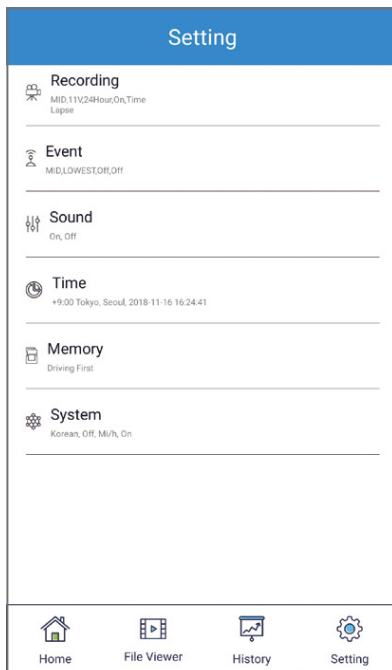 Setting
Recording
MID,11V,24Hour,On,Time
Lapse
Event
MID,LOWEST,Off,Off
Sound
On, Off
Time
+9:00 Tokyo, Seoul, 2018-11-16 16:24:41
Memory
Driving First
System
Korean, Off, Mi/h, On
Home
File Viewer
History
Setting